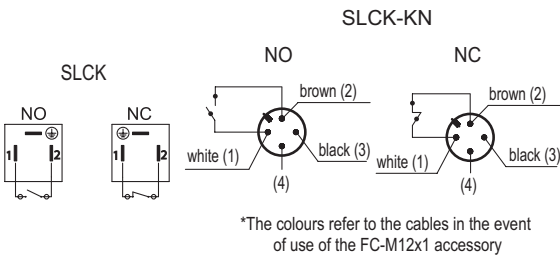 SLCK-KN
SLCK
NO
NC
1
2
1
2
NO
brown (2)
white (1)
black (3)
(4)
NC
brown (2)
white (1)
black (3)
(4)
*The colours refer to the cables in the event
of use of the FC-M12x1 accessory